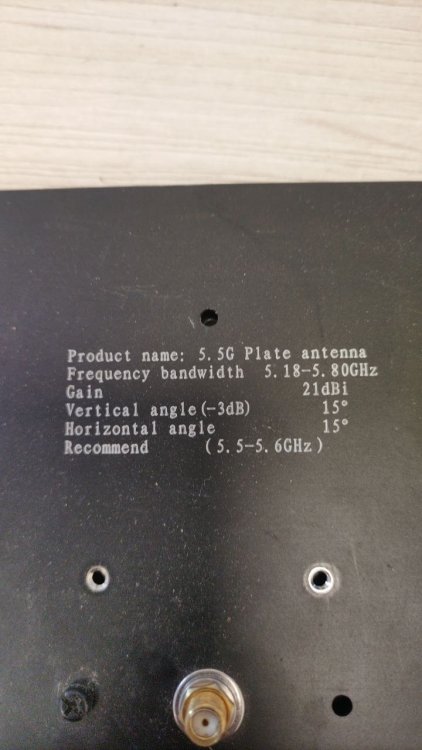 Product name: 5.5G Plate antenna
Frequency bandwidth 5.18-5.80GHz
Gain 21dBi
Vertical angle(-3dB) 15°
Horizontal angle 15°
Recommend (5.5-5.6GHz)